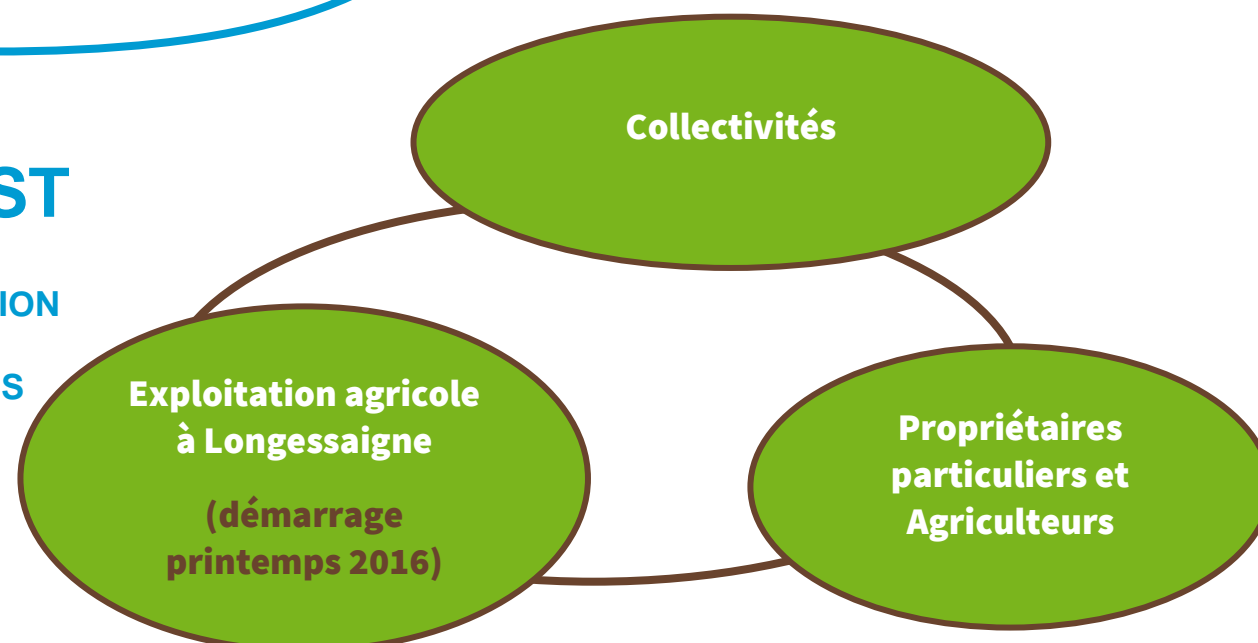 Collectivités
ST
ION
S
Exploitation agricole
à Longessaigne
(démarrage
printemps 2016)
Propriétaires
particuliers et
Agriculteurs